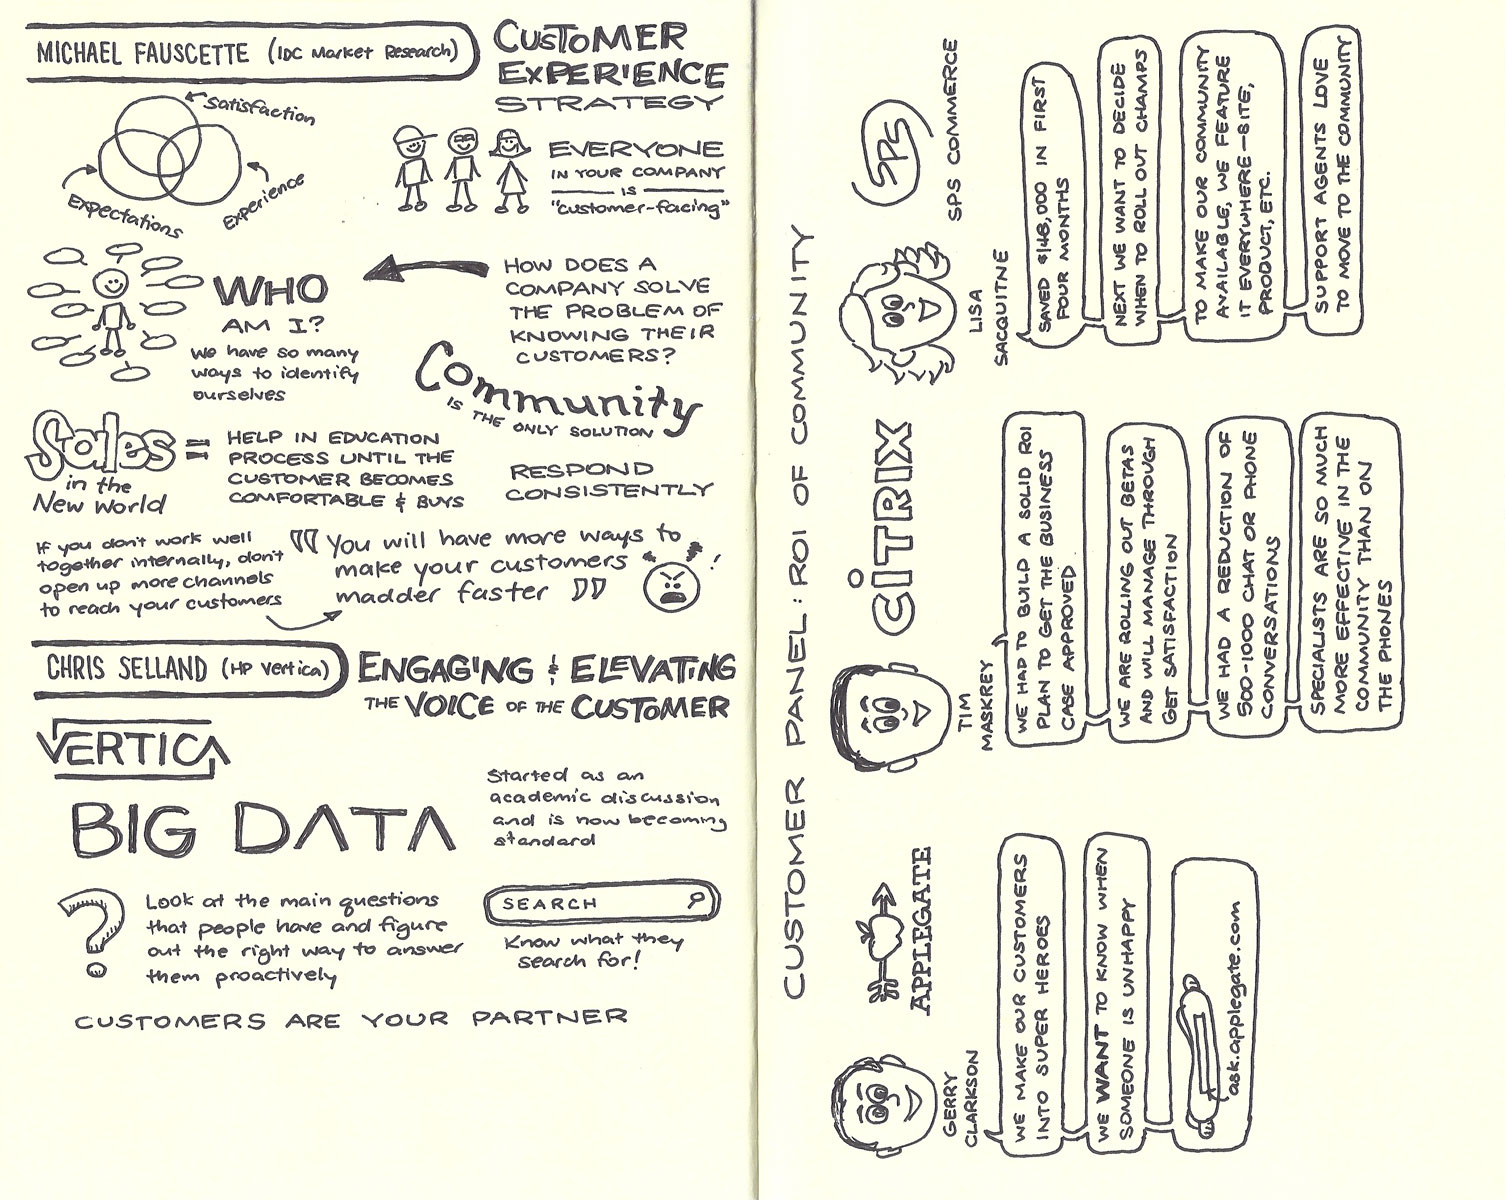 MICHAEL FAUSCETTE (IDC Market Research)
CUSTOMER
EXPERIENCE
STRATEGY
Satisfaction
Expectations
Experience
EVERYONE
IN YOUR COMPANY
IS
"customer-facing"
WHO
AM I?
We have so many
ways to identify
ourselves
HOW DOES A
COMPANY SOLVE
THE PROBLEM OF
KNOWING THEIR
CUSTOMERS?
Community
IS THE ONLY SOLUTION
Sales
in the
New World
=
HELP IN EDUCATION
PROCESS UNTIL THE
CUSTOMER BECOMES
COMFORTABLE & BUYS
RESPOND
CONSISTENTLY
If you don't work well
together internally, don't
open up more channels
to reach your customers
"You will have more ways to
make your customers
madder faster"
!
CHRIS SELLAND (HP Vertica)
ENGAGING & ELEVATING
THE VOICE OF THE CUSTOMER
VERTICA
BIG DATA
Started as an
academic discussion
and is now becoming
standard
?
Look at the main questions
that people have and figure
out the right way to answer
them proactively
SEARCH
Know what they
search for!
CUSTOMERS ARE YOUR PARTNER
CUSTOMER PANEL: ROI OF COMMUNITY
APPLEGATE
GERRY
CLARKSON
WE MAKE OUR CUSTOMERS
INTO SUPER HEROES
WE WANT TO KNOW WHEN
SOMEONE IS UNHAPPY
ask.applegate.com
CITRIX
TIM
MASKREY
WE HAD TO BUILD A SOLID ROI
PLAN TO GET THE BUSINESS
CASE APPROVED
WE ARE ROLLING OUT BETAS
AND WILL MANAGE THROUGH
GET SATISFACTION
WE HAD A REDUCTION OF
500-1000 CHAT OR PHONE
CONVERSATIONS
SPECIALISTS ARE SO MUCH
MORE EFFECTIVE IN THE
COMMUNITY THAN ON
THE PHONES
SPS
SPS COMMERCE
LISA
SACQUITNE
SAVED $148,000 IN FIRST
FOUR MONTHS
NEXT WE WANT TO DECIDE
WHEN TO ROLL OUT CHAMPS
TO MAKE OUR COMMUNITY
AVAILABLE, WE FEATURE
IT EVERYWHERE-SITE,
PRODUCT, ETC.
SUPPORT AGENTS LOVE
TO MOVE TO THE COMMUNITY